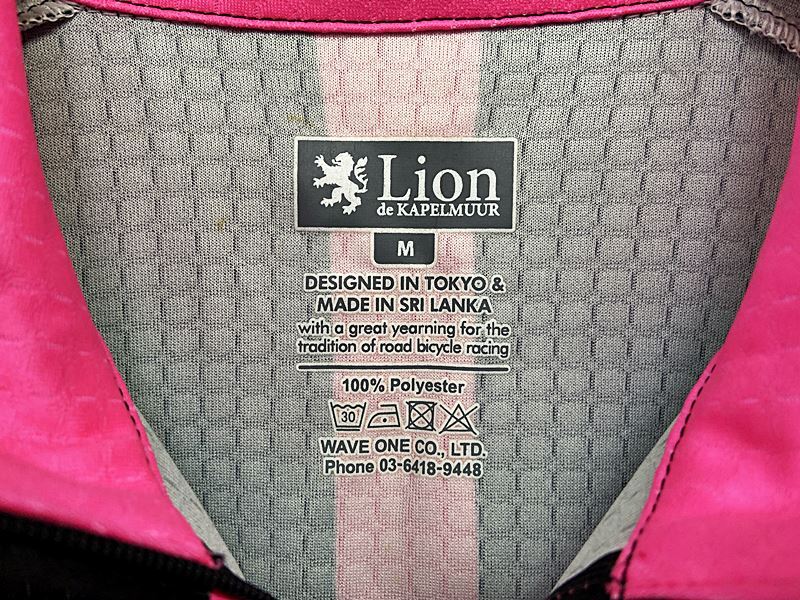 Lion
de KAPELMUUR
M
DESIGNED IN TOKYO &
MADE IN SRI LANKA
with a great yearning for the
tradition of road bicycle racing
100% Polyester
30
WAVE ONE CO., LTD.
Phone 03-6418-9448